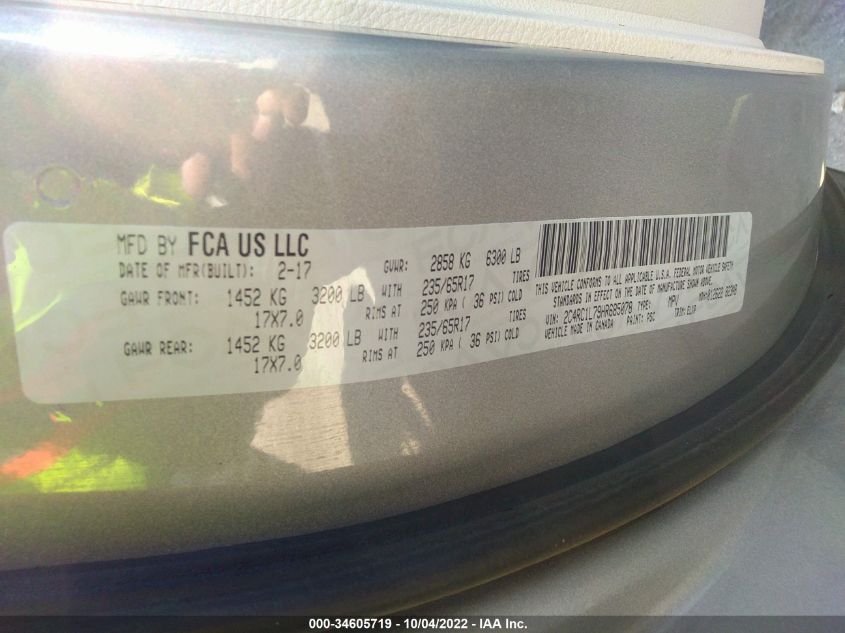 MFD BY FCA US LLC
DATE OF MFR(BUILT): 2-17
GVWR: 2858 KG 6300 LB
GAWR FRONT: 1452 KG 3200 LB WITH 235/65R17 TIRES
17X7.0 RIMS AT 250 KPA ( 36 PSI) COLD
GAWR REAR: 1452 KG 3200 LB WITH 235/65R17 TIRES
17X7.0 RIMS AT 250 KPA ( 36 PSI) COLD
THIS VEHICLE CONFORMS TO ALL APPLICABLE U.S.A. FEDERAL MOTOR VEHICLE SAFETY
STANDARDS IN EFFECT ON THE DATE OF MANUFACTURE SHOWN ABOVE.
VIN: 2C4RC1L79HR685078 TYPE: MPV
VEHICLE MADE IN CANADA PAINT: PSC TRIM:
000-34605719 - 10/04/2022 - IAA Inc.